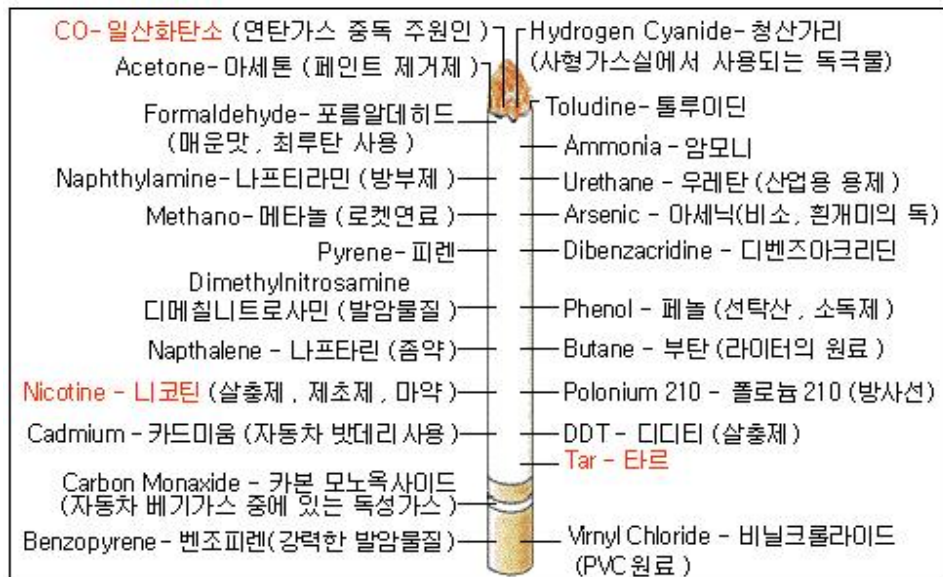 CO- 일산화탄소 (연탄가스 중독 주원인)
Acetone- 아세톤 (페인트 제거제)
Formaldehyde- 포름알데히드
(매운맛, 최루탄 사용)
Naphthylamine- 나프티라민 (방부제)
Methano- 메타놀 (로켓연료)
Pyrene- 피렌
Dimethylnitrosamine
디메칠니트로사민 (발암물질)
Napthalene - 나프타린 (좀약)
Nicotine - 니코틴 (살충제, 제초제, 마약)
Cadmium - 카드미움 (자동차 밧데리사용)
Carbon Monaxide - 카본 모노옥사이드
(자동차 배기가스 중에 있는 독성가스)
Benzopyrene- 벤조피렌(강력한 발암물질)
Hydrogen Cyanide- 청산가리
(사형가스실에서 사용되는 독극물)
Toludine- 톨루이딘
Ammonia - 암모니
Urethane - 우레탄 (산업용 용제)
Arsenic - 아세닉(비소, 흰개미의 독)
Dibenzacridine - 디벤즈아크리딘
Phenol - 페놀 (선탁산, 소독제)
Butane - 부탄 (라이터의 원료)
Polonium 210 - 폴로늄 210 (방사선)
DDT - 디디티 (살충제)
Tar - 타르
Virnyl Chloride - 비닐크롤라이드
(PVC원료)